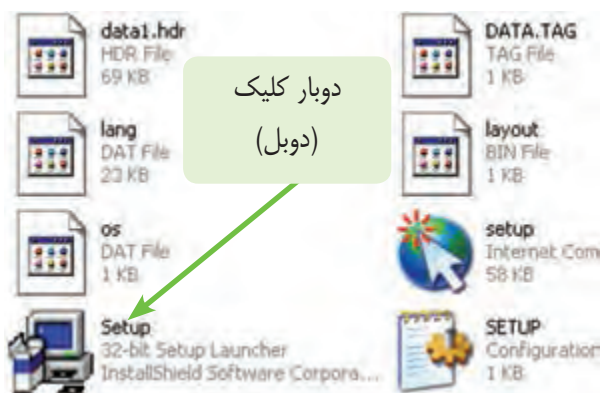 data1.hdr
HDR File
69 KB
DATA.TAG
TAG File
1 KB
دوبار کلیک
(دوبل)
lang
DAT File
23 KB
layout
BIN File
1 KB
os
DAT File
1 KB
setup
Internet Com
58 KB
Setup
32-bit Setup Launcher
InstallShield Software Corpora...
SETUP
Configuration
1 KB